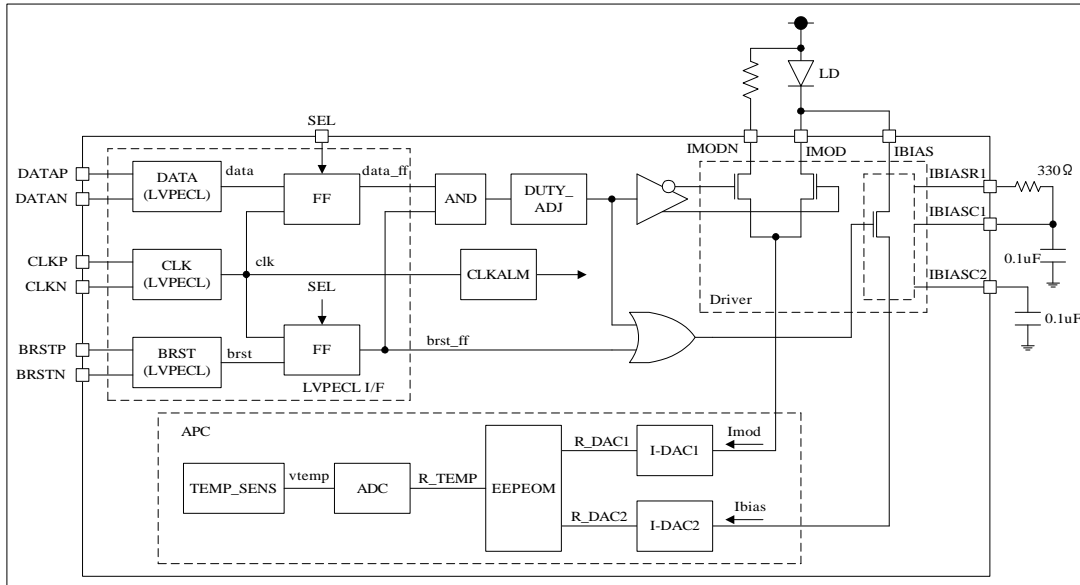 LD
SEL
IMODN
IMOD
IBIAS
DATAP
DATAN
DATA
(LVPECL)
data
FF
data_ff
AND
DUTY_
ADJ
IBIASR1
330Ω
IBIASC1
CLKP
CLKN
CLK
(LVPECL)
clk
CLKALM
Driver
IBIASC2
0.1uF
0.1uF
SEL
BRSTP
BRSTN
BRST
(LVPECL)
brst
FF
brst_ff
LVPECL I/F
APC
TEMP_SENS
vtemp
ADC
R_TEMP
EEPEOM
R_DAC1
I-DAC1
Imod
R_DAC2
I-DAC2
Ibias